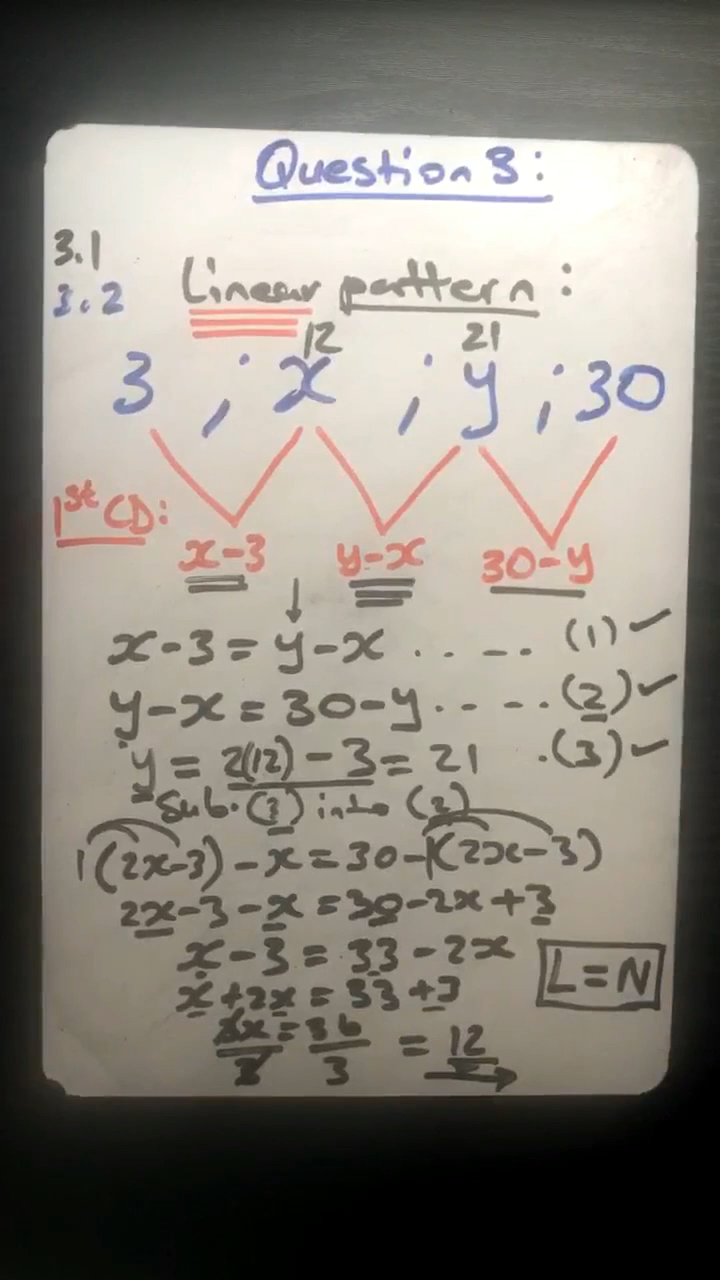 Question 3:
3.1
3.2 Linear pattern:
12 21
3 ; x ; y ; 30
1st CD:
x-3 y-x 30-y
x-3 = y-x ..... (1) ✓
y-x = 30-y ..... (2) ✓
y = 2(12) - 3 = 21 .(3) ✓
Sub. (3) into (2)
1(2x-3) - x = 30 - 1(2x-3)
2x-3-x = 30-2x+3
x-3 = 33-2x
x+2x = 33+3
3x/3 = 36/3 = 12
L=N